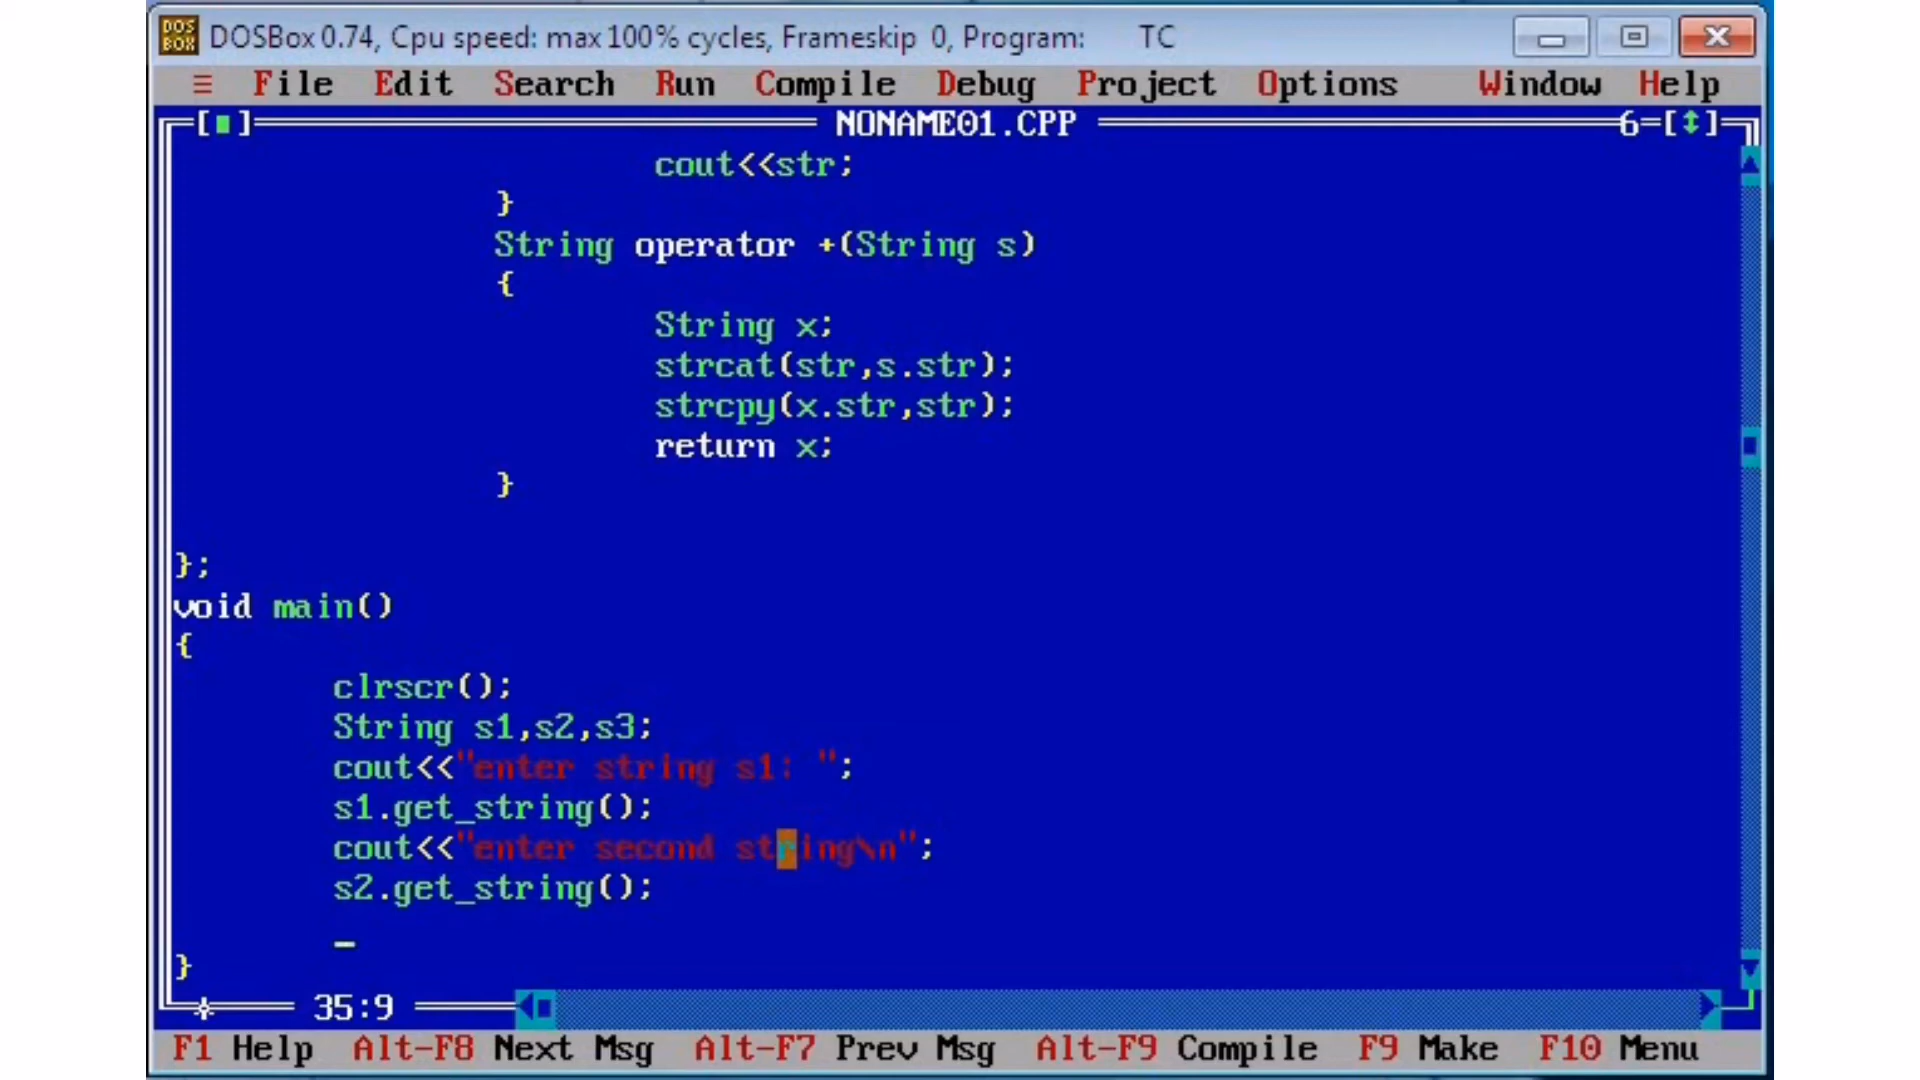 DOS
BOX
DOSBox 0.74, Cpu speed: max 100% cycles, Frameskip 0, Program: TC
≡ File Edit Search Run Compile Debug Project Options Window Help
[■] NONAME01.CPP 6=[↕]
cout<<str;
}
String operator +(String s)
{
String x;
strcat(str,s.str);
strcpy(x.str,str);
return x;
}
};
void main()
{
clrscr();
String s1,s2,s3;
cout<<"enter string s1: ";
s1.get_string();
cout<<"enter second string\n";
s2.get_string();
_
}
35:9
F1 Help Alt-F8 Next Msg Alt-F7 Prev Msg Alt-F9 Compile F9 Make F10 Menu